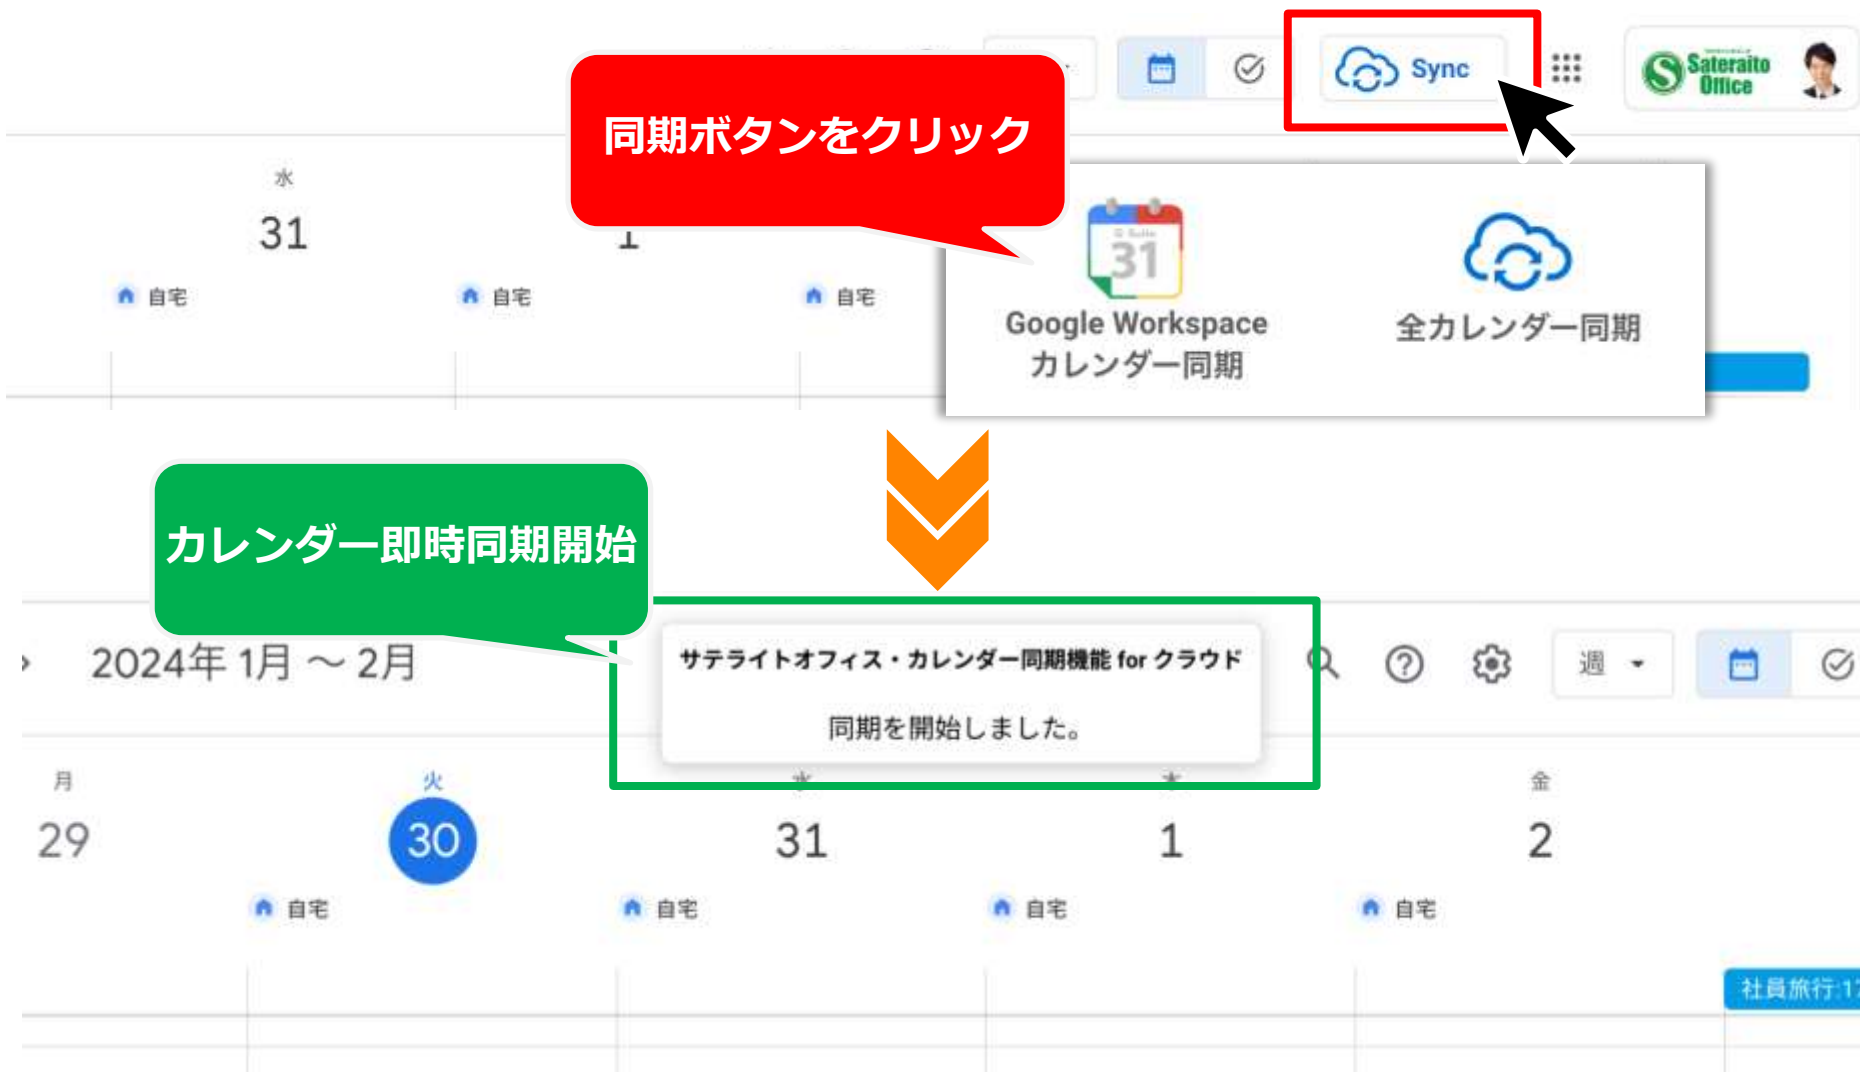 同期ボタンをクリック
Sync
Sateraito
Office
水
31
1
自宅
自宅
自宅
31
Google Workspace
カレンダー同期
全カレンダー同期
カレンダー即時同期開始
2024年 1月 ～ 2月
サテライトオフィス・カレンダー同期機能 for クラウド
同期を開始しました。
週
月
火
水
木
金
29
30
31
1
2
自宅
自宅
自宅
自宅
社員旅行:17